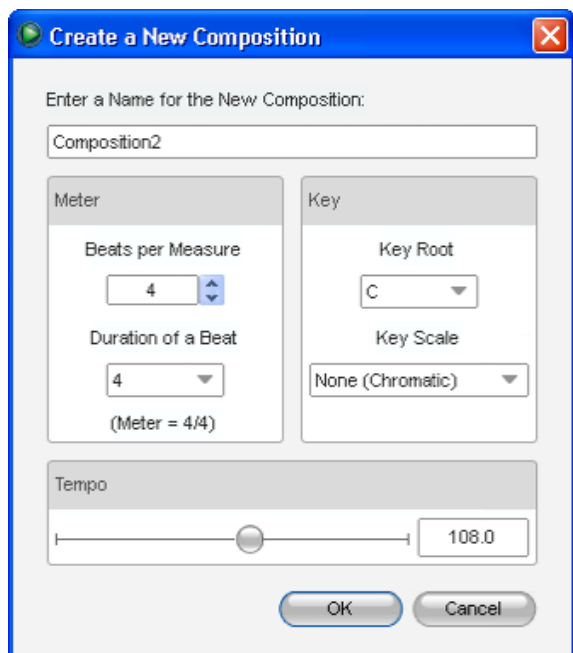 Create a New Composition
Enter a Name for the New Composition:
Composition2
Meter
Beats per Measure
4
Duration of a Beat
4
(Meter = 4/4)
Key
Key Root
C
Key Scale
None (Chromatic)
Tempo
108.0
OK
Cancel